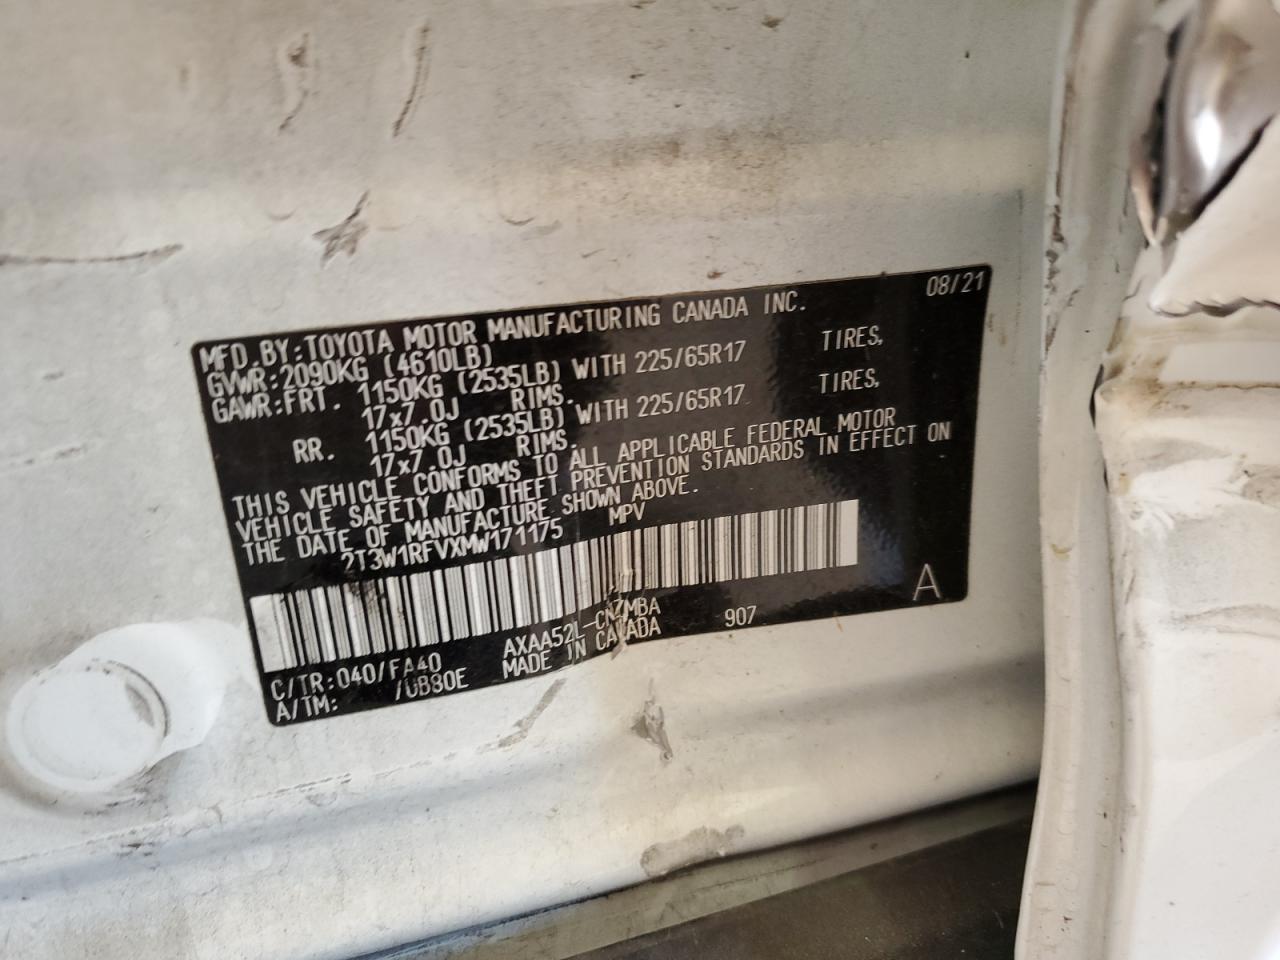 08/21
MFD.BY:TOYOTA MOTOR MANUFACTURING CANADA INC.
GVWR:2090KG (4610LB)
GAWR:FRT. 1150KG (2535LB) WITH 225/65R17 TIRES,
17x7.0J RIMS.
RR. 1150KG (2535LB) WITH 225/65R17 TIRES,
17x7.0J RIMS.
THIS VEHICLE CONFORMS TO ALL APPLICABLE FEDERAL MOTOR
VEHICLE SAFETY AND THEFT PREVENTION STANDARDS IN EFFECT ON
THE DATE OF MANUFACTURE SHOWN ABOVE.
2T3W1RFVXMW171175 MPV
A
C/TR:040/FA40 AXAA52L-CNZMBA 907
A/TM: /UB80E MADE IN CANADA